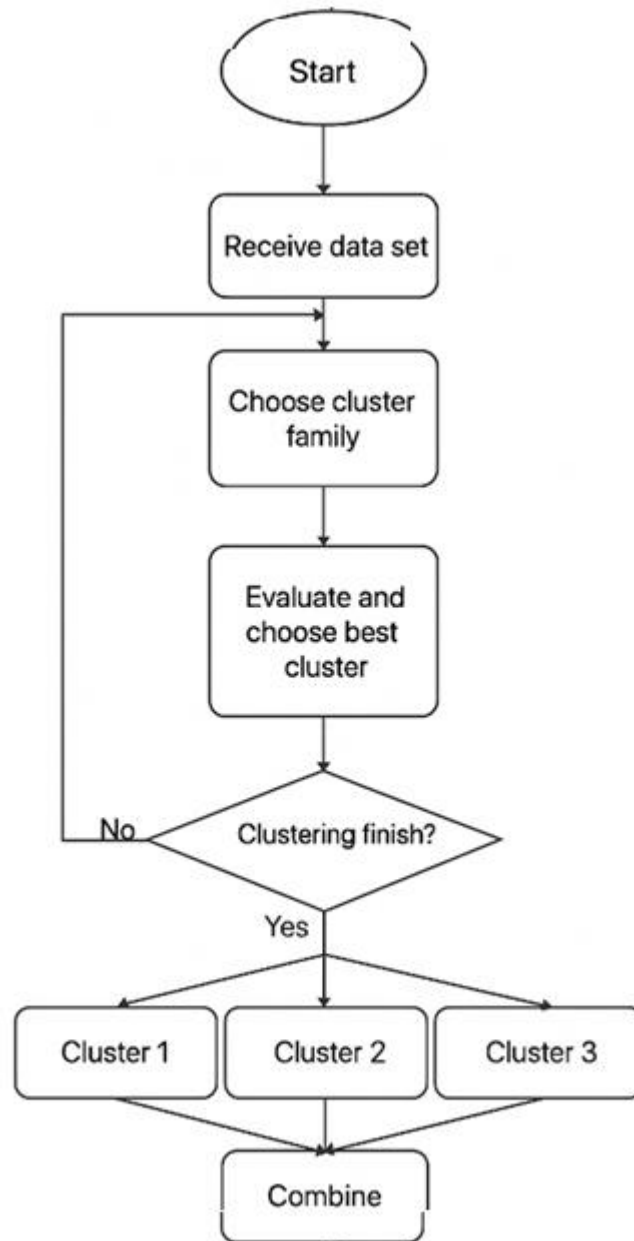 Start
Receive data set
Choose cluster
family
Evaluate and
choose best
cluster
No
Clustering finish?
Yes
Cluster 1
Cluster 2
Cluster 3
Combine